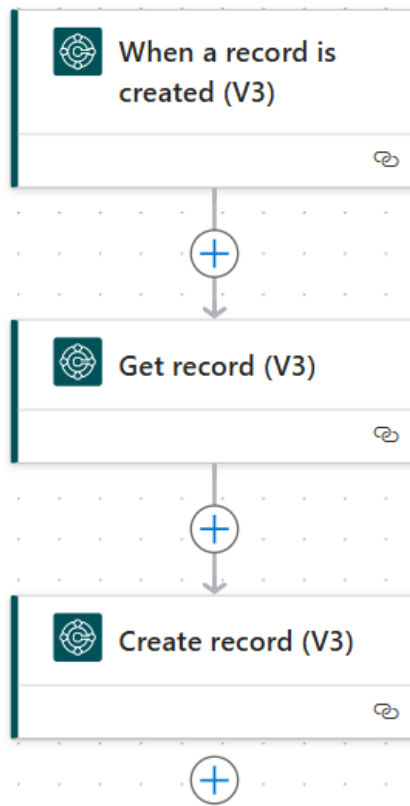 When a record is
created (V3)
Get record (V3)
Create record (V3)